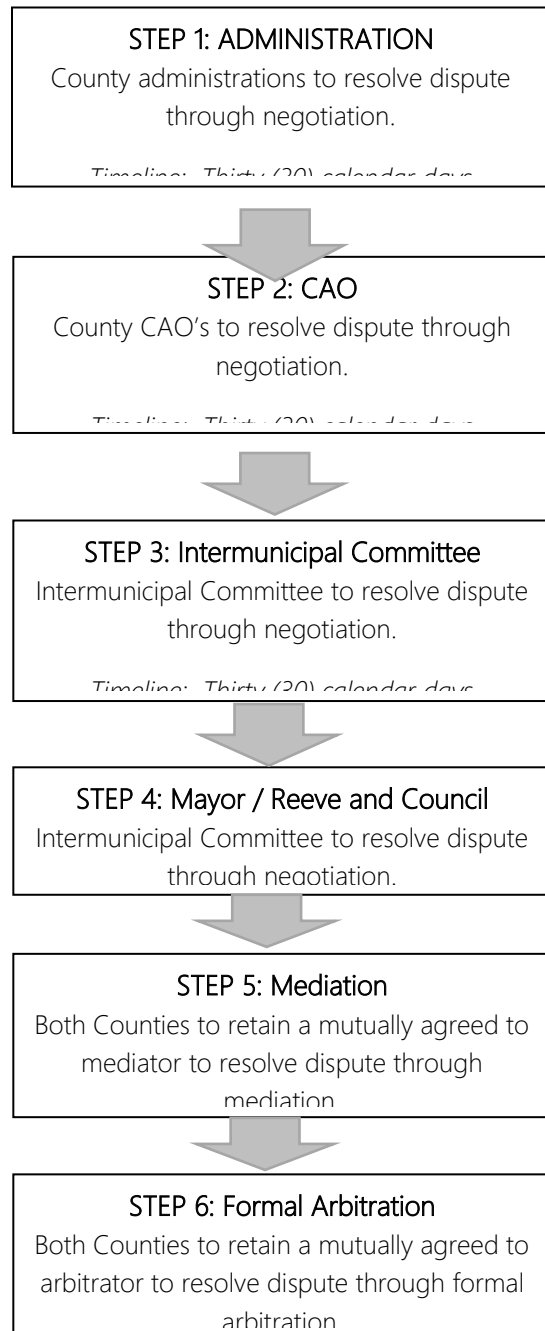 STEP 1: ADMINISTRATION
County administrations to resolve dispute
through negotiation.
Timeline: Thirty (30) calendar days
STEP 2: CAO
County CAO's to resolve dispute through
negotiation.
Timeline: Thirty (30) calendar days
STEP 3: Intermunicipal Committee
Intermunicipal Committee to resolve dispute
through negotiation.
Timeline: Thirty (30) calendar days
STEP 4: Mayor / Reeve and Council
Intermunicipal Committee to resolve dispute
through negotiation.
STEP 5: Mediation
Both Counties to retain a mutually agreed to
mediator to resolve dispute through
mediation
STEP 6: Formal Arbitration
Both Counties to retain a mutually agreed to
arbitrator to resolve dispute through formal
arbitration